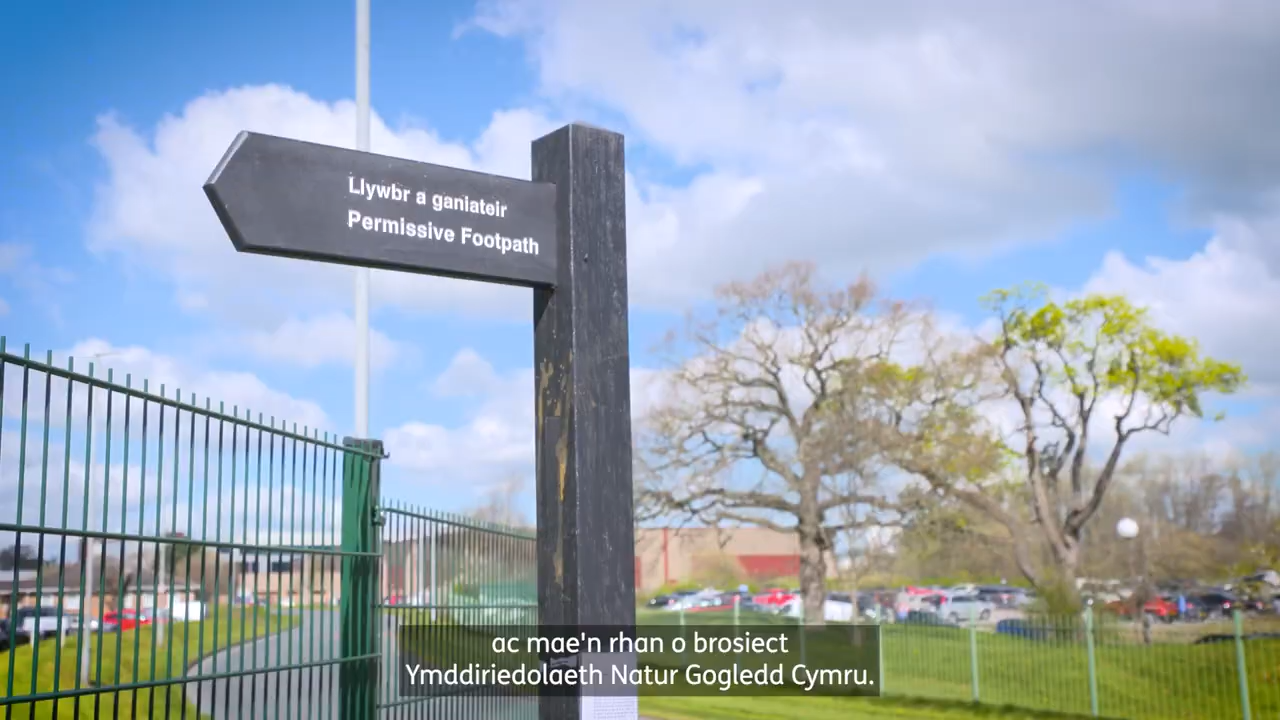 Llywbr a ganiateir
Permissive Footpath
ac mae'n rhan o brosiect
Ymddiriedolaeth Natur Gogledd Cymru.